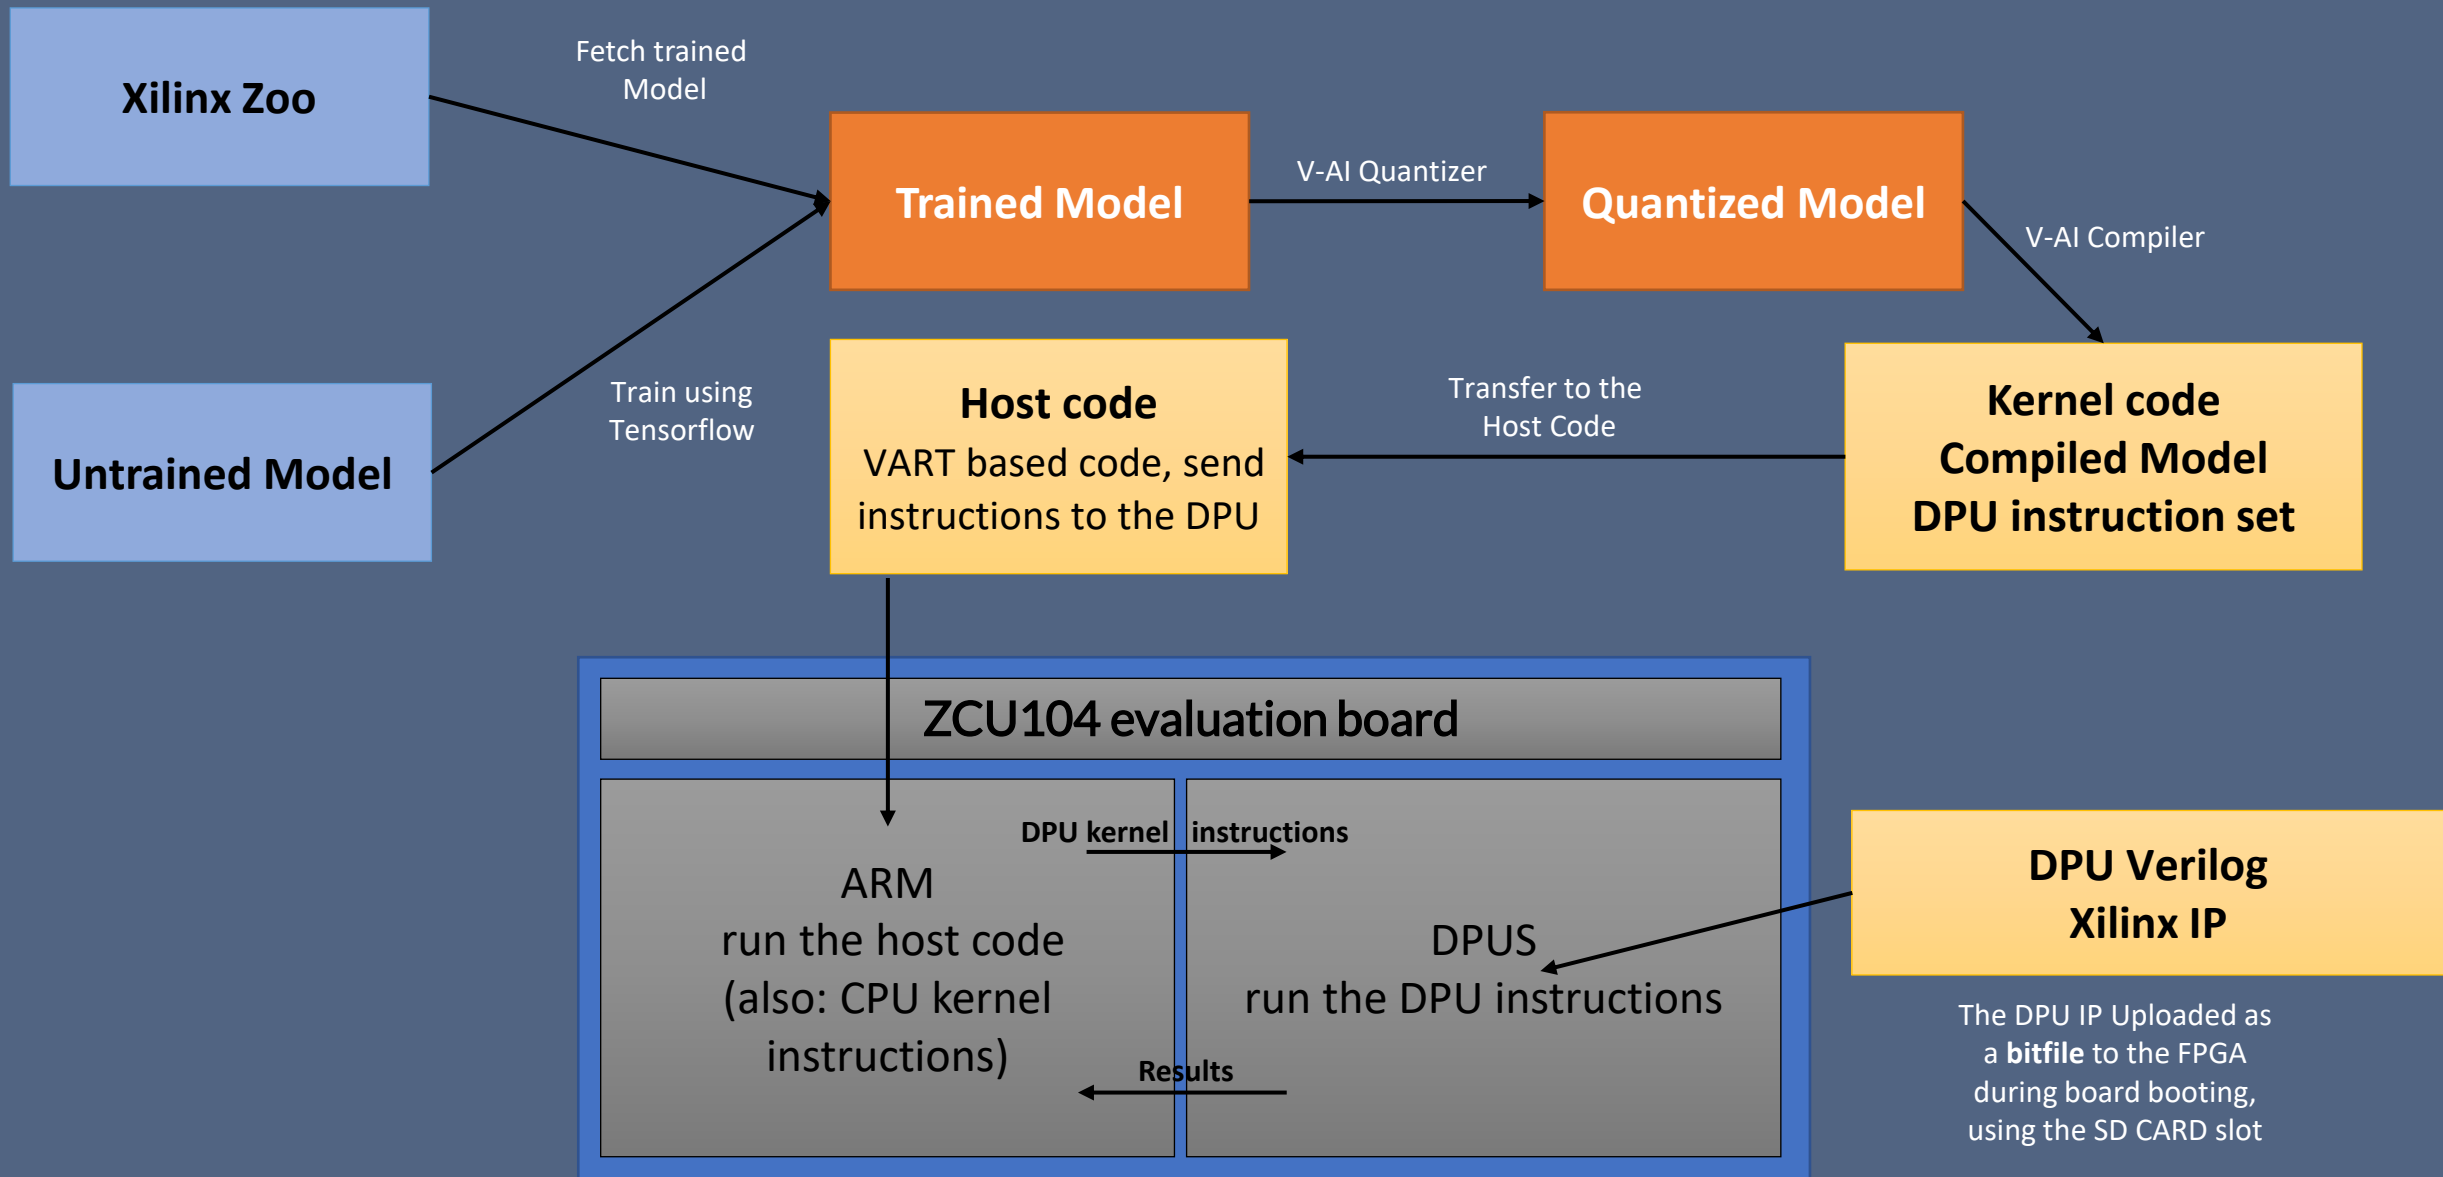 Xilinx Zoo
Fetch trained
Model
Trained Model
V-AI Quantizer
Quantized Model
V-AI Compiler
Untrained Model
Train using
Tensorflow
Host code
VART based code, send
instructions to the DPU
Transfer to the
Host Code
Kernel code
Compiled Model
DPU instruction set
ZCU104 evaluation board
DPU kernel instructions
ARM
run the host code
(also: CPU kernel
instructions)
DPUS
run the DPU instructions
Results
DPU Verilog
Xilinx IP
The DPU IP Uploaded as
a bitfile to the FPGA
during board booting,
using the SD CARD slot